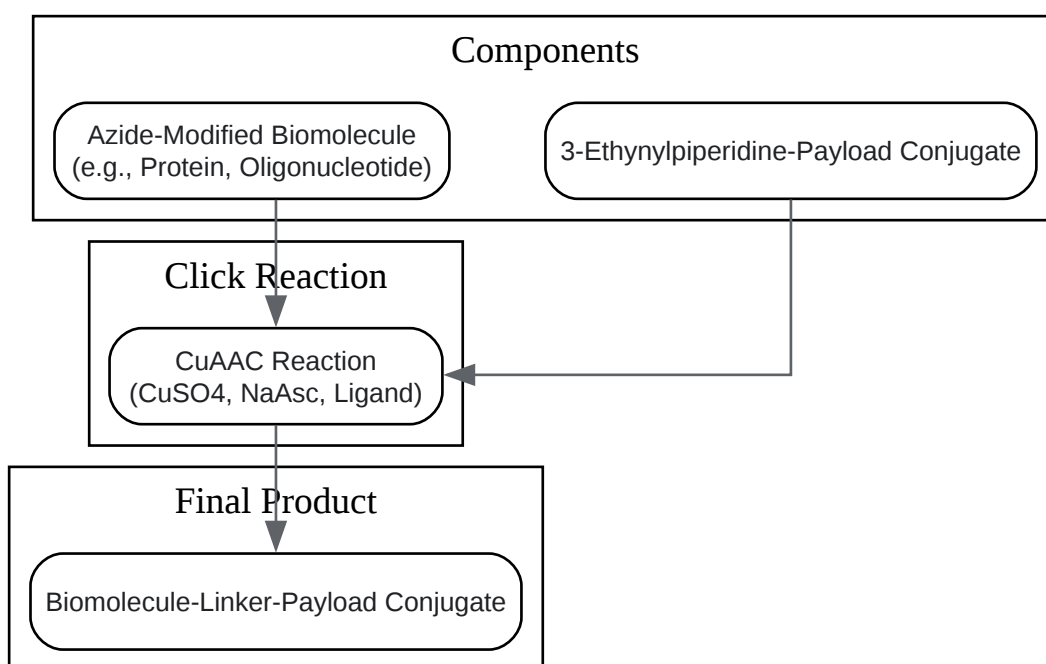 Components
Azide-Modified Biomolecule
(e.g., Protein, Oligonucleotide)
3-Ethynylpiperidine-Payload Conjugate
Click Reaction
CuAAC Reaction
(CuSO4, NaAsc, Ligand)
Final Product
Biomolecule-Linker-Payload Conjugate